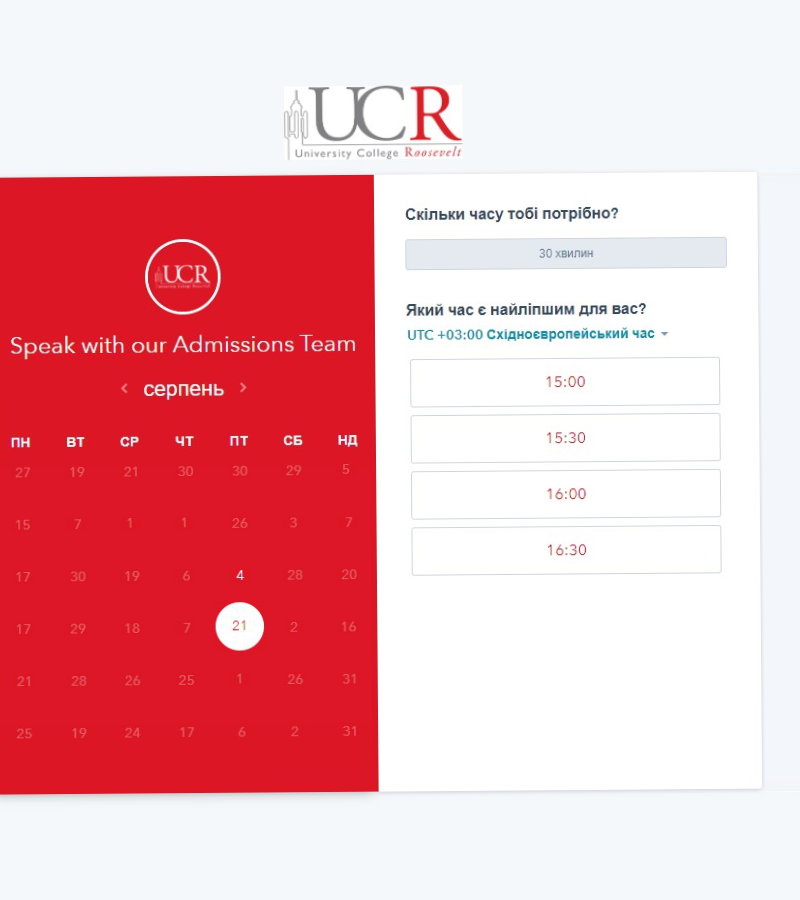 UCR
University College Roosevelt
UCR
Speak with our Admissions Team
серпень
ПН ВТ СР ЧТ ПТ СБ НД
27 19 21 30 30 29 5
15 7 1 1 26 3 7
17 30 19 6 4 28 20
17 29 18 7 21 2 16
21 28 26 25 1 26 31
25 19 24 17 6 2 31
Скільки часу тобі потрібно?
30 хвилин
Який час є найліпшим для вас?
UTC +03:00 Східноєвропейський час
15:00
15:30
16:00
16:30